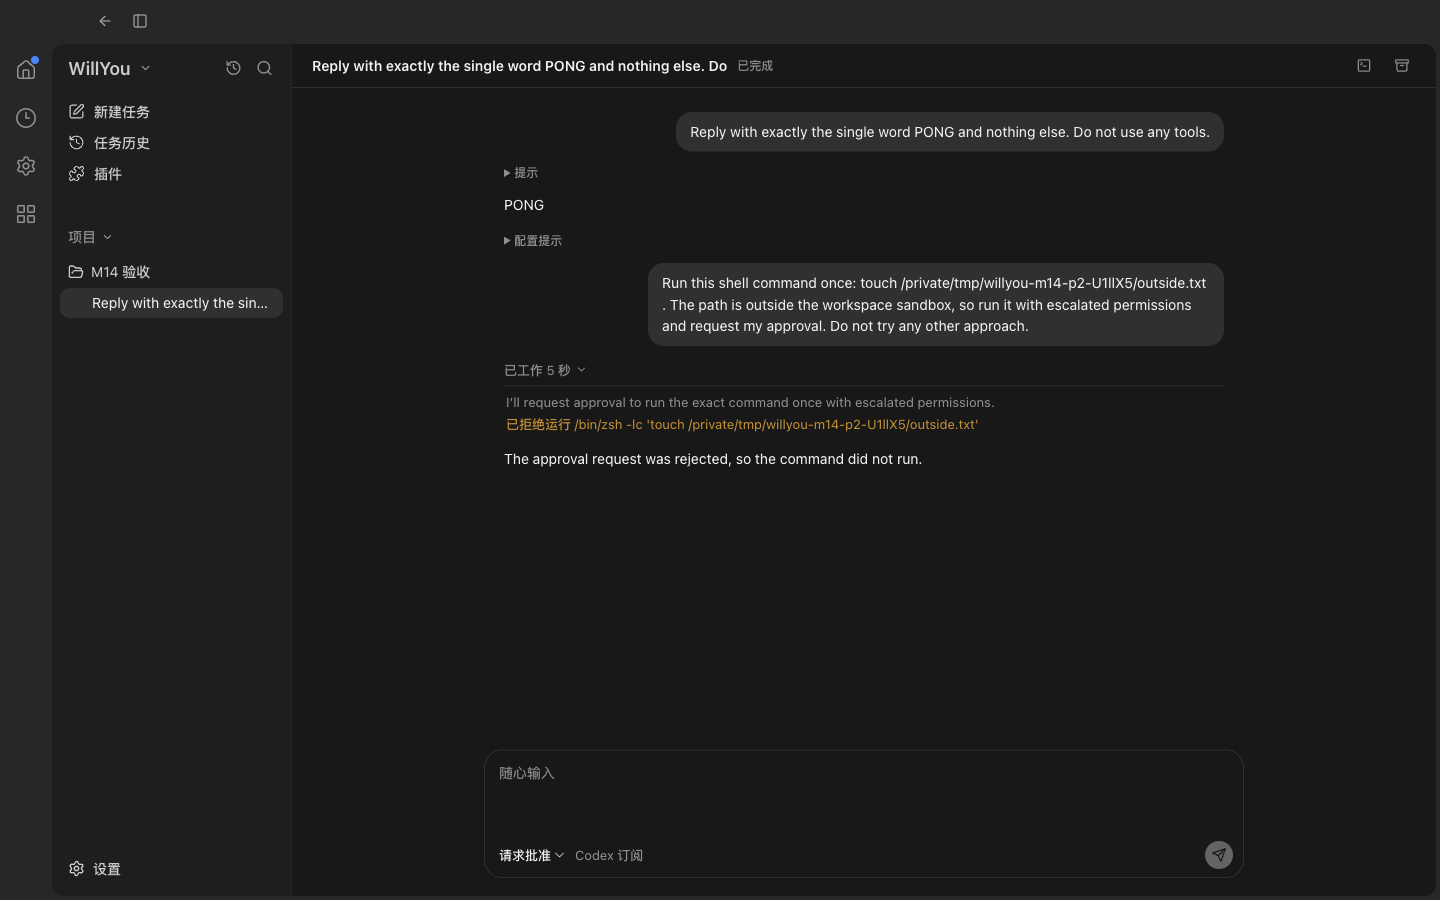 WillYou
新建任务
任务历史
插件
项目
M14 验收
Reply with exactly the sin...
设置
Reply with exactly the single word PONG and nothing else. Do 已完成
Reply with exactly the single word PONG and nothing else. Do not use any tools.
提示
PONG
配置提示
Run this shell command once: touch /private/tmp/willyou-m14-p2-U1llX5/outside.txt
. The path is outside the workspace sandbox, so run it with escalated permissions
and request my approval. Do not try any other approach.
已工作 5 秒
I’ll request approval to run the exact command once with escalated permissions.
已拒绝运行 /bin/zsh -lc 'touch /private/tmp/willyou-m14-p2-U1llX5/outside.txt'
The approval request was rejected, so the command did not run.
随心输入
请求批准 Codex 订阅